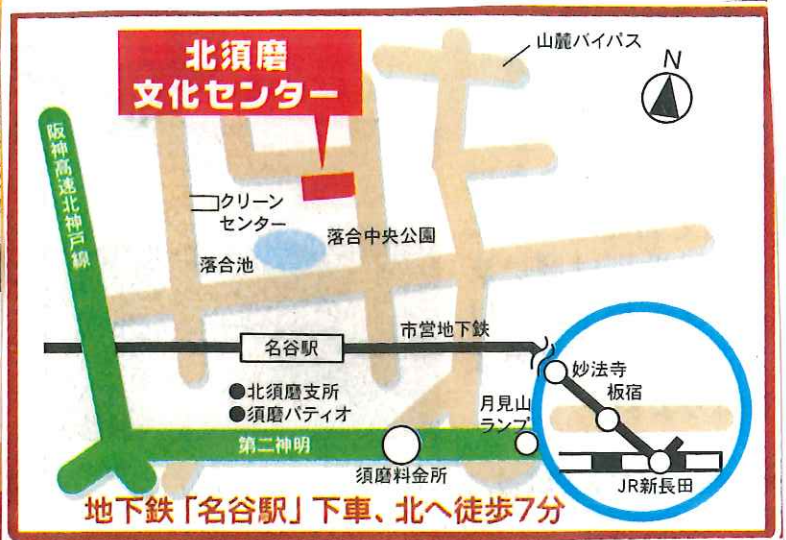 北須磨
文化センター
山麓バイパス
N
阪神高速北神戸線
クリーン
センター
落合中央公園
落合池
市営地下鉄
名谷駅
妙法寺
板宿
●北須磨支所
●須磨パティオ
月見山
ランプ
第二神明
須磨料金所
JR新長田
地下鉄「名谷駅」下車、北へ徒歩7分